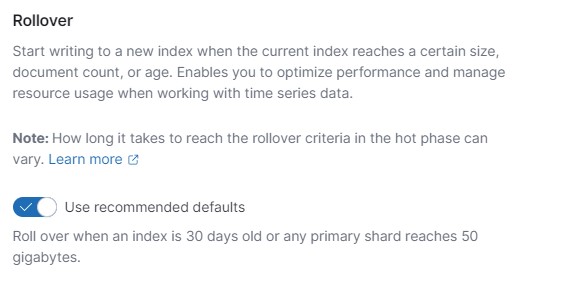 Rollover
Start writing to a new index when the current index reaches a certain size,
document count, or age. Enables you to optimize performance and manage
resource usage when working with time series data.
Note: How long it takes to reach the rollover criteria in the hot phase can
vary. Learn more
Use recommended defaults
Roll over when an index is 30 days old or any primary shard reaches 50
gigabytes.